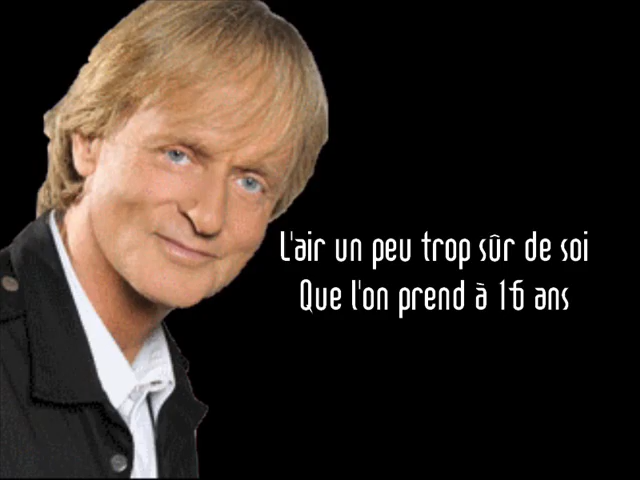 L'air un peu trop sûr de soi
Que l'on prend à 16 ans